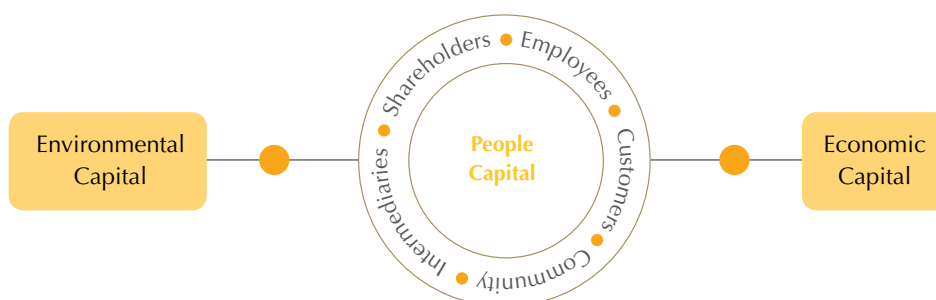 Environmental
Capital
Shareholders
Employees
Customers
Community
Intermediaries
People
Capital
Economic
Capital